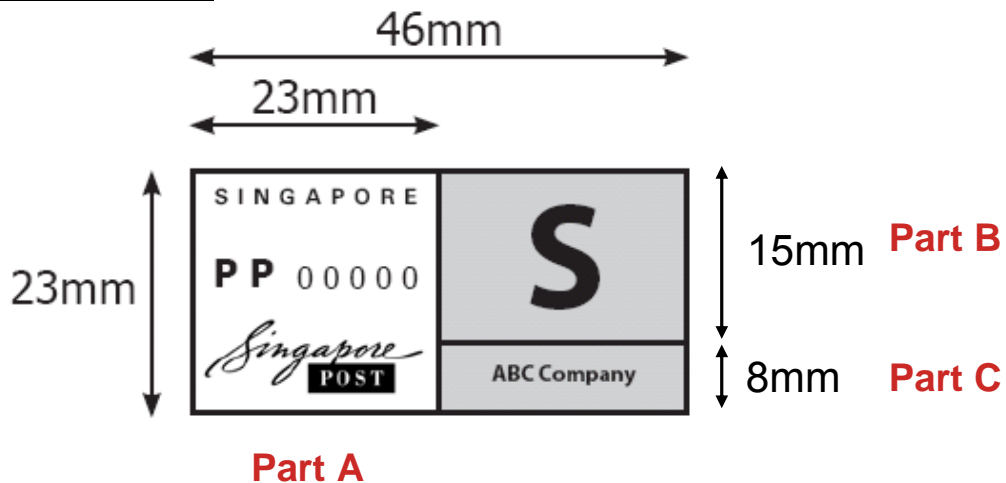 46mm
23mm
SINGAPORE
PP 00000
Singapore
POST
23mm
S
ABC Company
15mm
Part B
8mm
Part C
Part A